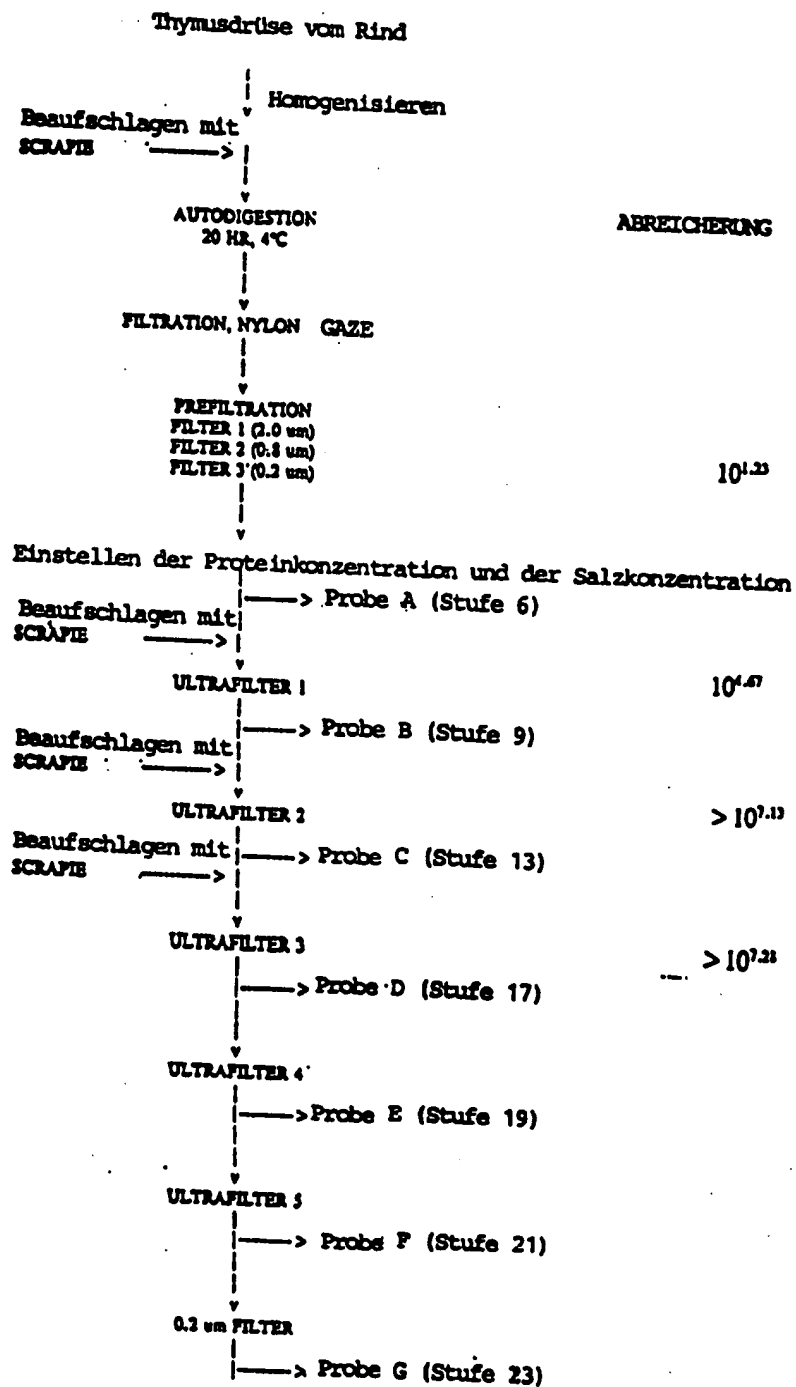 Thymusdrüse vom Rind
Homogenisieren
Beaufschlagen mit
SCRAPIE
AUTODIGESTION
20 HR, 4°C
ABREICHERUNG
FILTRATION, NYLON GAZE
PREFILTRATION
FILTER 1 (2.0 um)
FILTER 2 (0.8 um)
FILTER 3 (0.2 um)
10^1.23
Einstellen der Proteinkonzentration und der Salzkonzentration
Probe A (Stufe 6)
Beaufschlagen mit
SCRAPIE
ULTRAFILTER 1
10^4.67
Probe B (Stufe 9)
Beaufschlagen mit
SCRAPIE
ULTRAFILTER 2
> 10^7.13
Beaufschlagen mit
Probe C (Stufe 13)
SCRAPIE
ULTRAFILTER 3
> 10^7.28
Probe D (Stufe 17)
ULTRAFILTER 4
Probe E (Stufe 19)
ULTRAFILTER 5
Probe F (Stufe 21)
0.2 um FILTER
Probe G (Stufe 23)